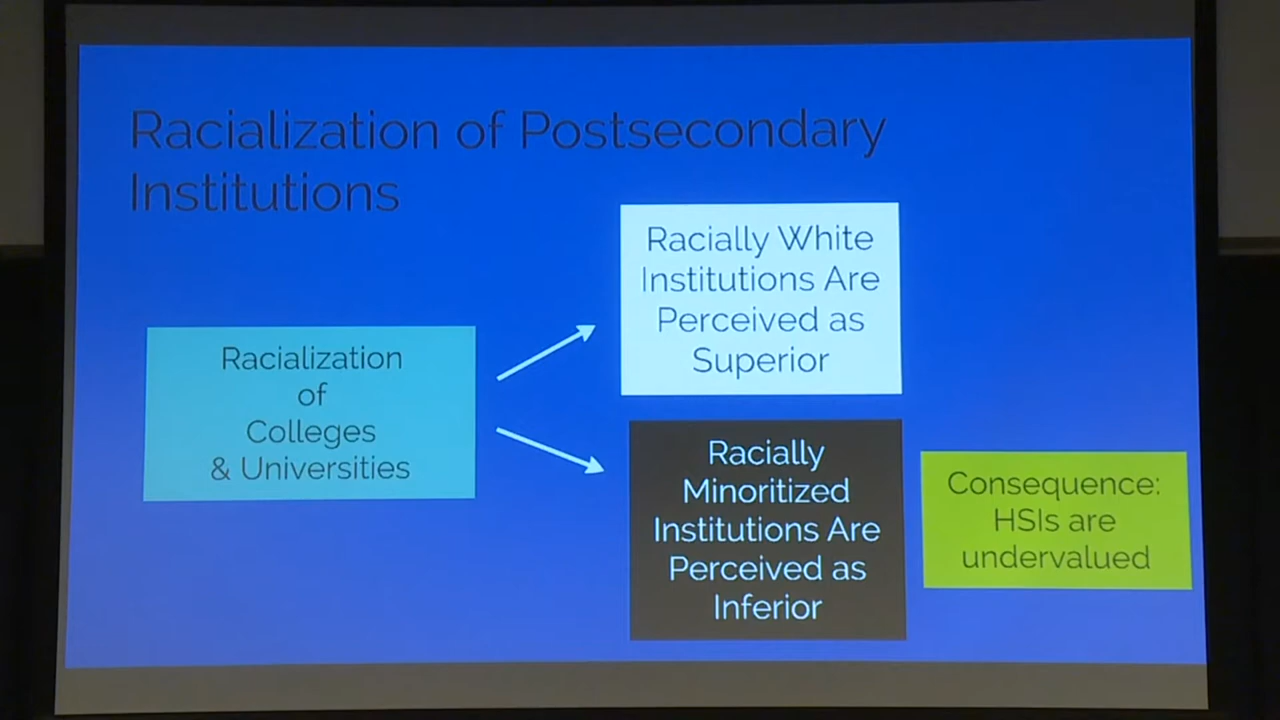 Racialization of Postsecondary
Institutions
Racialization
of
Colleges
& Universities
Racially White
Institutions Are
Perceived as
Superior
Racially
Minoritized
Institutions Are
Perceived as
Inferior
Consequence:
HSIs are
undervalued